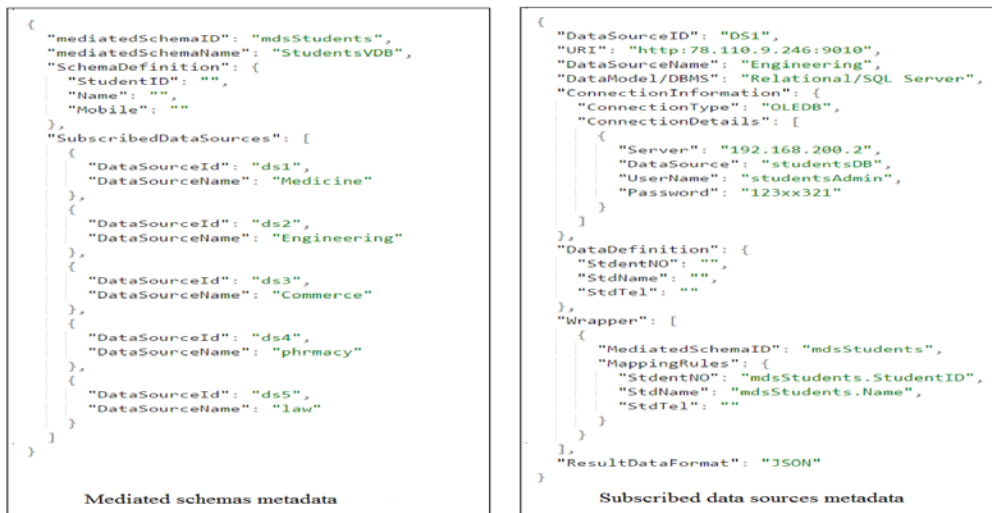 {
"mediatedSchemaID": "mdsStudents",
"mediatedSchemaName": "StudentsVDB",
"SchemaDefinition": {
"StudentID": "",
"Name": "",
"Mobile": ""
},
"SubscribedDataSources": [
{
"DataSourceId": "ds1",
"DataSourceName": "Medicine"
},
{
"DataSourceId": "ds2",
"DataSourceName": "Engineering"
},
{
"DataSourceId": "ds3",
"DataSourceName": "Commerce"
},
{
"DataSourceId": "ds4",
"DataSourceName": "phrmacy"
},
{
"DataSourceId": "ds5",
"DataSourceName": "law"
}
]
}
Mediated schemas metadata
{
"DataSourceID": "DS1",
"URI": "http:78.110.9.246:9010",
"DataSourceName": "Engineering",
"DataModel/DBMS": "Relational/SQL Server",
"ConnectionInformation": {
"ConnectionType": "OLEDB",
"ConnectionDetails": [
{
"Server": "192.168.200.2",
"DataSource": "studentsDB",
"UserName": "studentsAdmin",
"Password": "123xx321"
}
]
},
"DataDefinition": {
"StdentNO": "",
"StdName": "",
"StdTel": ""
},
"Wrapper": [
{
"MediatedSchemaID": "mdsStudents",
"MappingRules": {
"StdentNO": "mdsStudents.StudentID",
"StdName": "mdsStudents.Name",
"StdTel": ""
}
}
],
"ResultDataFormat": "JSON"
}
Subscribed data sources metadata